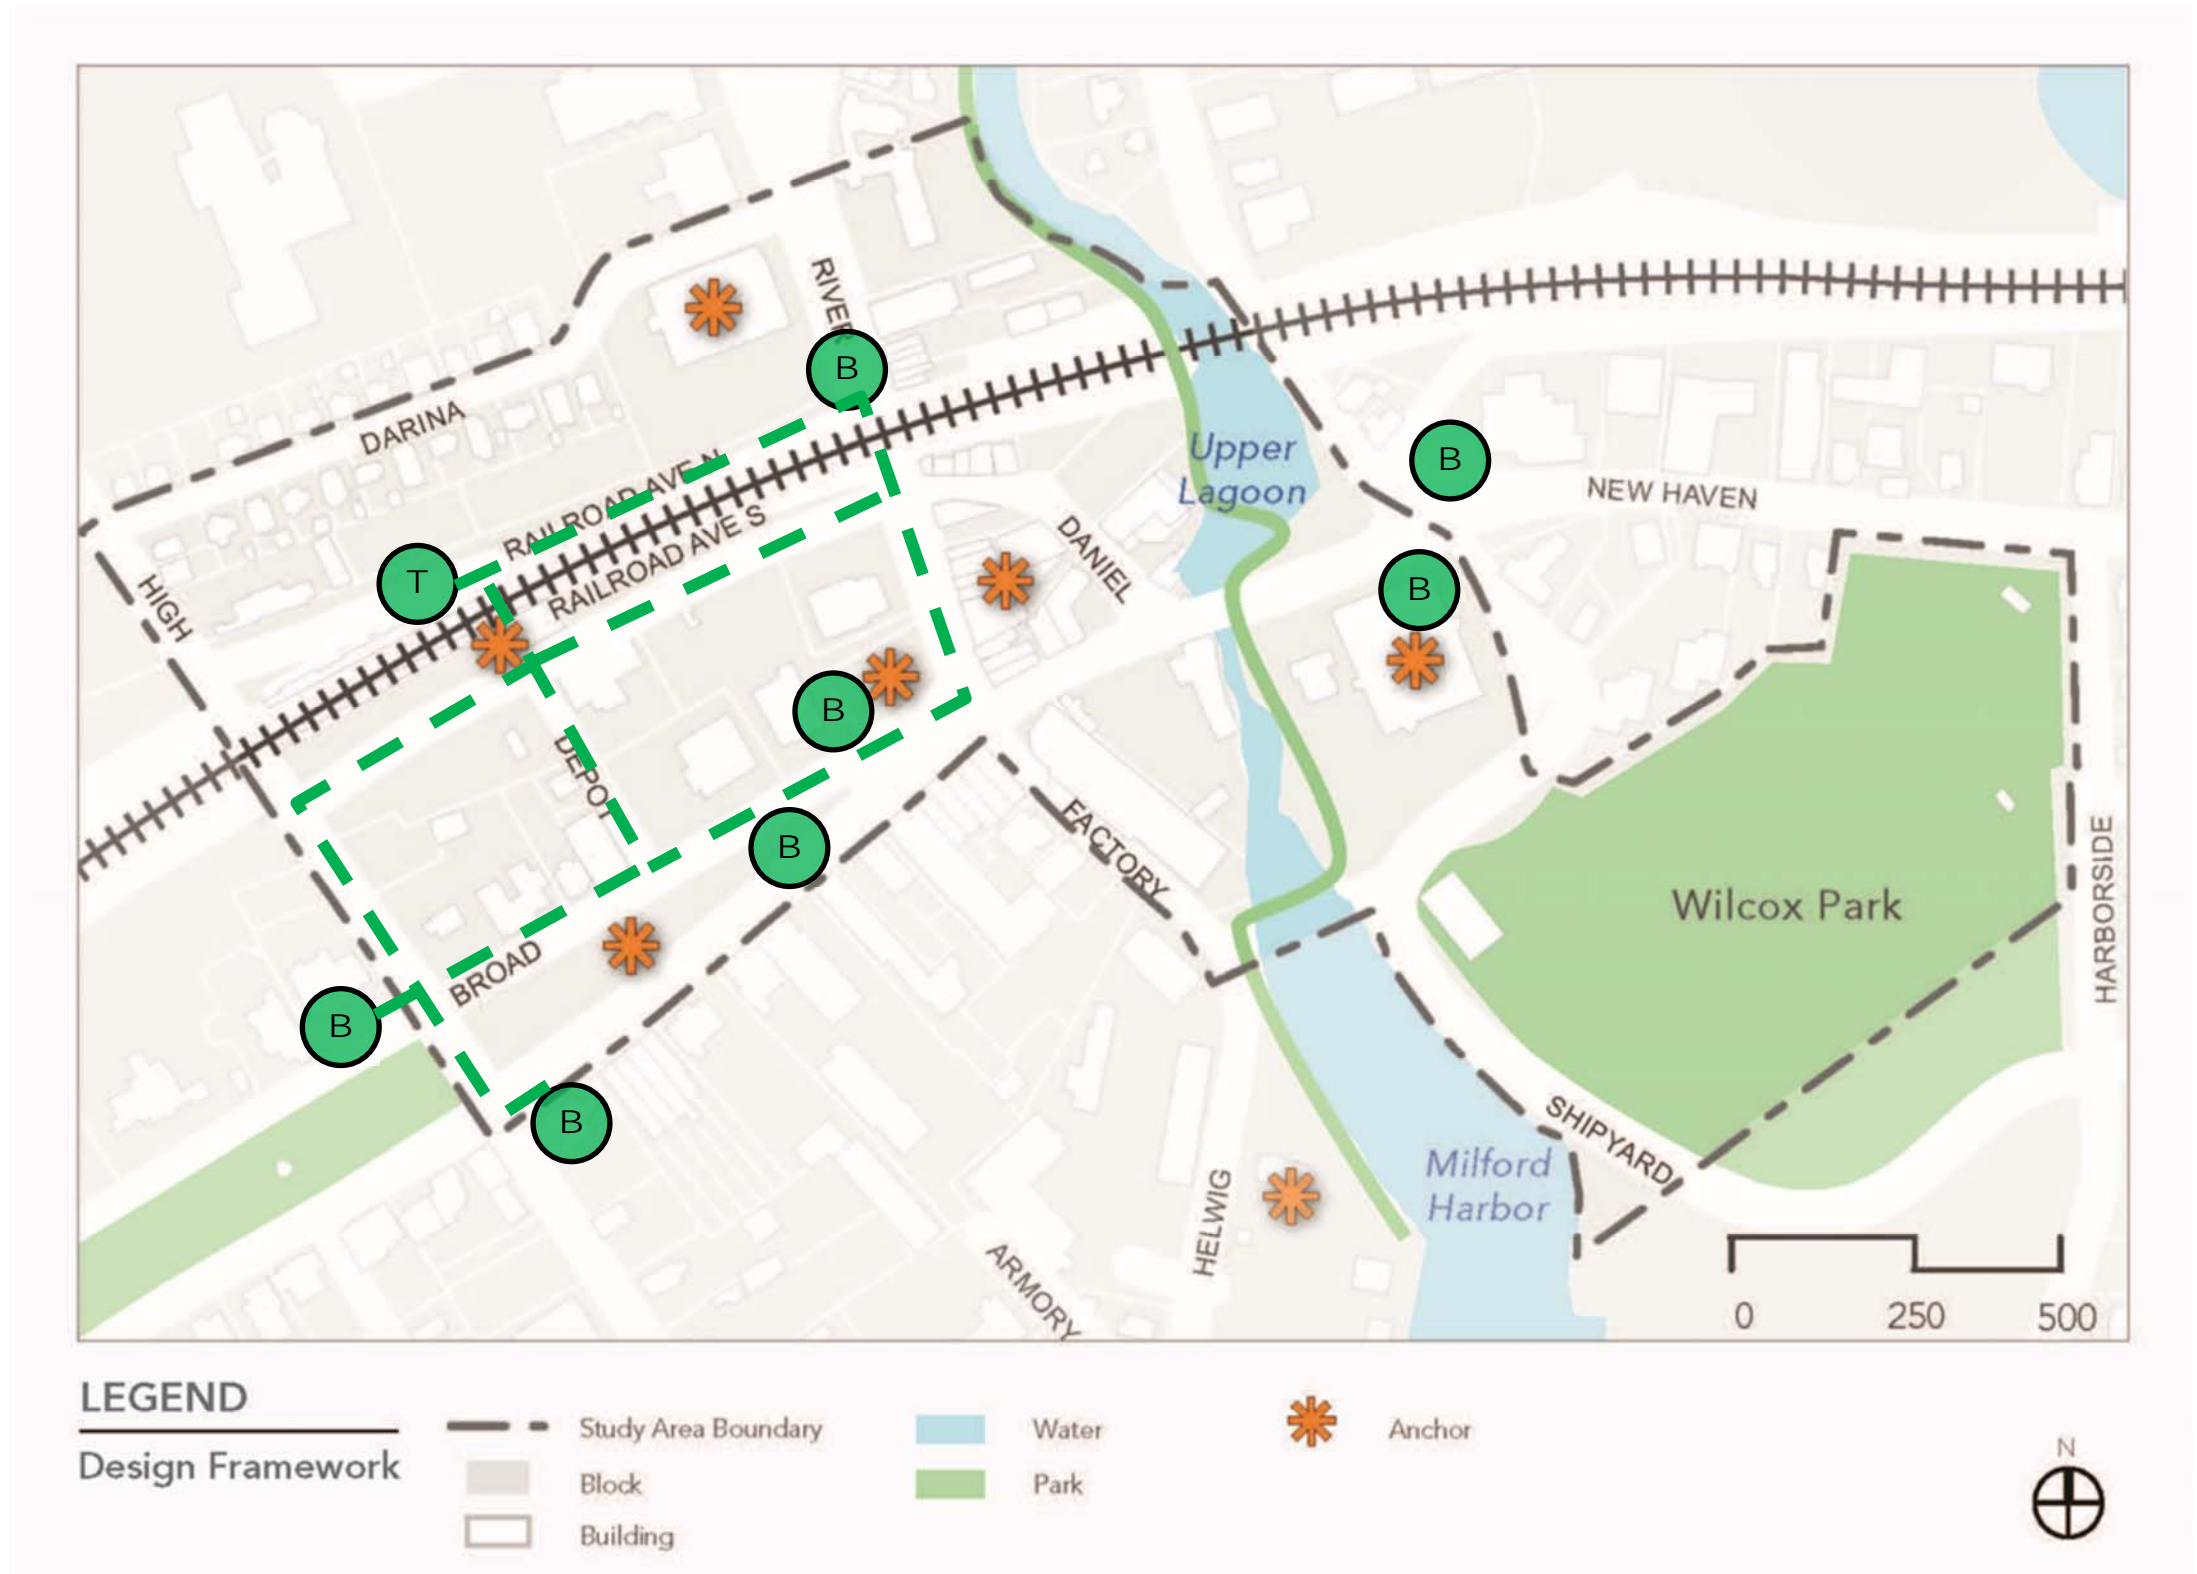 RIVER
B
DARINA
RAILROAD AVE N
RAILROAD AVE S
T
HIGH
Upper
Lagoon
B
NEW HAVEN
DANIEL
B
B
DEPOT
B
FACTORY
BROAD
B
B
Wilcox Park
HARBORSIDE
SHIPYARD
Milford
Harbor
HELWIG
ARMORY
0 250 500
LEGEND
Design Framework
Study Area Boundary
Block
Building
Water
Park
Anchor
N